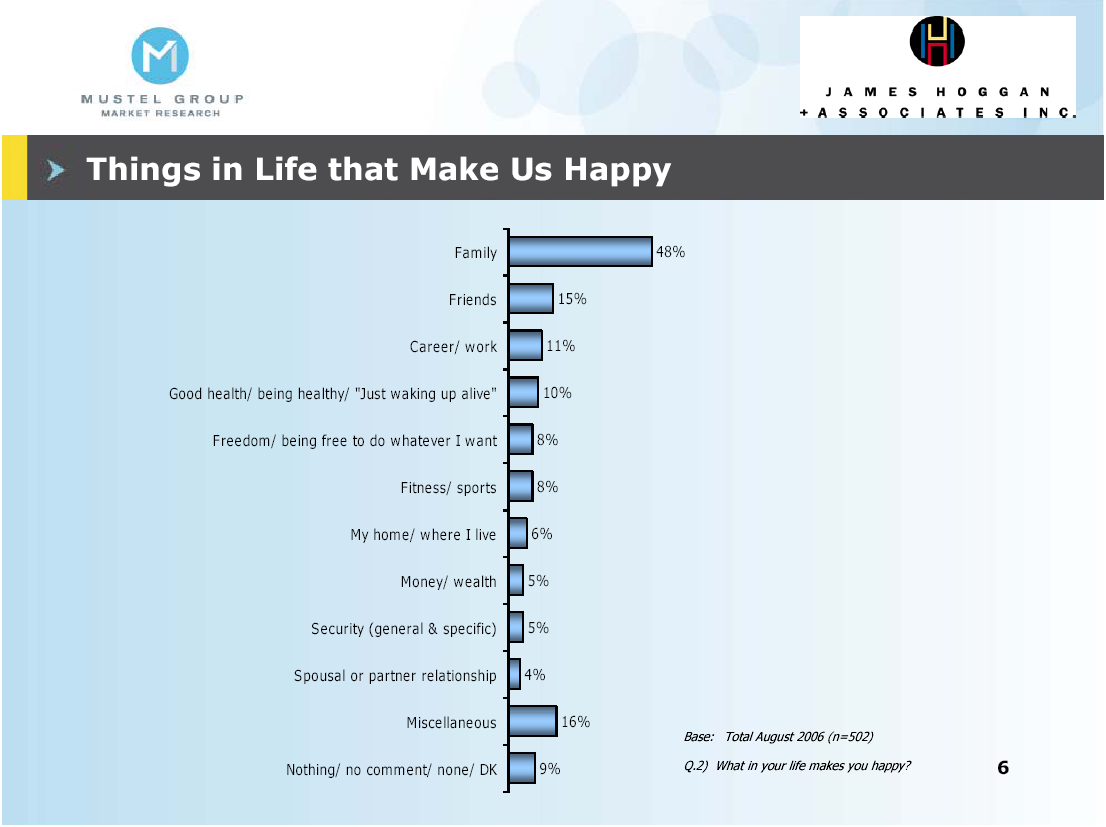 MUSTEL GROUP
MARKET RESEARCH
JAMES HOGGAN
+ASSOCIATES INC.
Things in Life that Make Us Happy
Family 48%
Friends 15%
Career/ work 11%
Good health/ being healthy/ "Just waking up alive" 10%
Freedom/ being free to do whatever I want 8%
Fitness/ sports 8%
My home/ where I live 6%
Money/ wealth 5%
Security (general & specific) 5%
Spousal or partner relationship 4%
Miscellaneous 16%
Nothing/ no comment/ none/ DK 9%
Base: Total August 2006 (n=502)
Q.2) What in your life makes you happy?
6